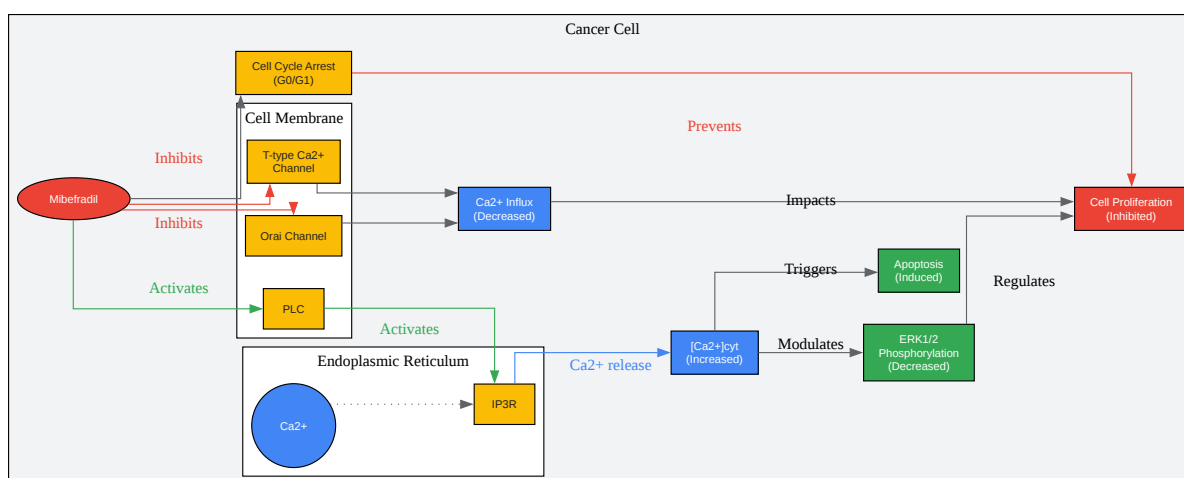 Cancer Cell
Cell Cycle Arrest
(G0/G1)
Cell Membrane
Prevents
Inhibits
T-type Ca2+
Channel
Mibefradil
Ca2+ Influx
(Decreased)
Impacts
Cell Proliferation
(Inhibited)
Inhibits
Orai Channel
Triggers
Apoptosis
(Induced)
Regulates
Activates
PLC
Activates
[Ca2+]cyt
(Increased)
Modulates
ERK1/2
Phosphorylation
(Decreased)
Endoplasmic Reticulum
Ca2+ release
IP3R
Ca2+